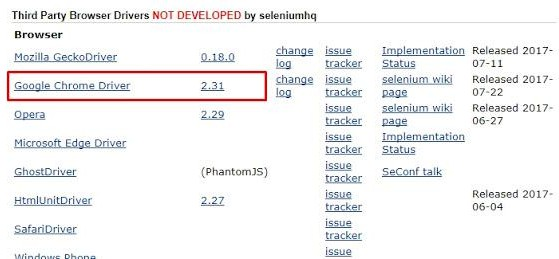 Third Party Browser Drivers NOT DEVELOPED by seleniumhq
Browser
Mozilla GeckoDriver 0.18.0 change log issue tracker Implementation Status Released 2017-07-11
Google Chrome Driver 2.31 change log issue tracker selenium wiki page Released 2017-07-22
Opera 2.29 issue tracker selenium wiki page Released 2017-06-27
Microsoft Edge Driver issue tracker Implementation Status
GhostDriver (PhantomJS) issue tracker SeConf talk
HtmlUnitDriver 2.27 issue tracker Released 2017-06-04
SafariDriver issue tracker
Windows Phone issue